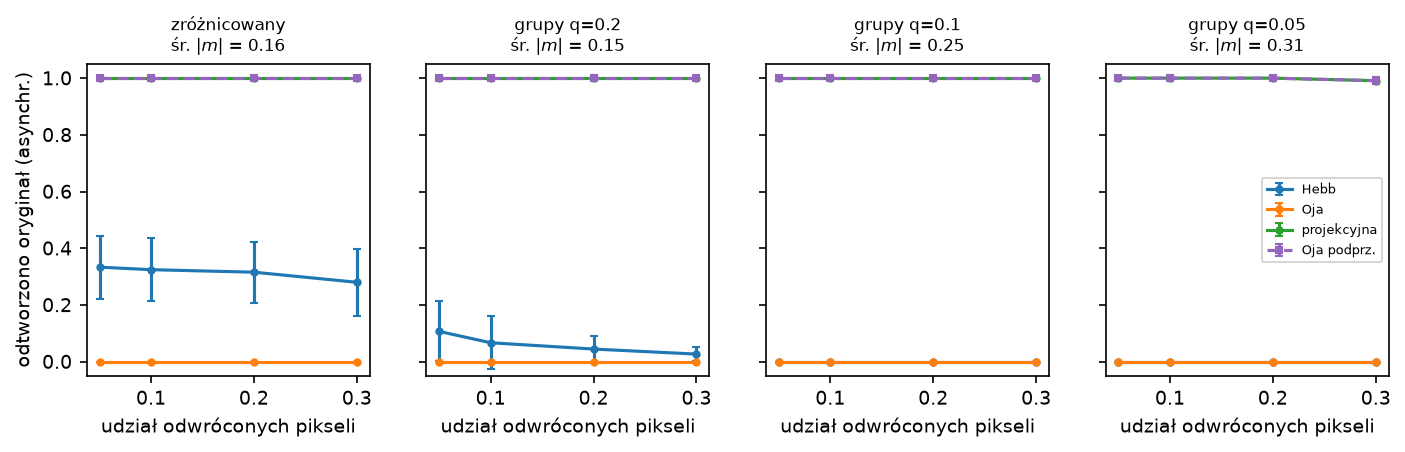 zróżnicowany
śr. |m| = 0.16
grupy q=0.2
śr. |m| = 0.15
grupy q=0.1
śr. |m| = 0.25
grupy q=0.05
śr. |m| = 0.31
odtworzono oryginał (asynchr.)
1.0
0.8
0.6
0.4
0.2
0.0
0.1 0.2 0.3
0.1 0.2 0.3
0.1 0.2 0.3
0.1 0.2 0.3
udział odwróconych pikseli
udział odwróconych pikseli
udział odwróconych pikseli
udział odwróconych pikseli
Hebb
Oja
projekcyjna
Oja podprz.